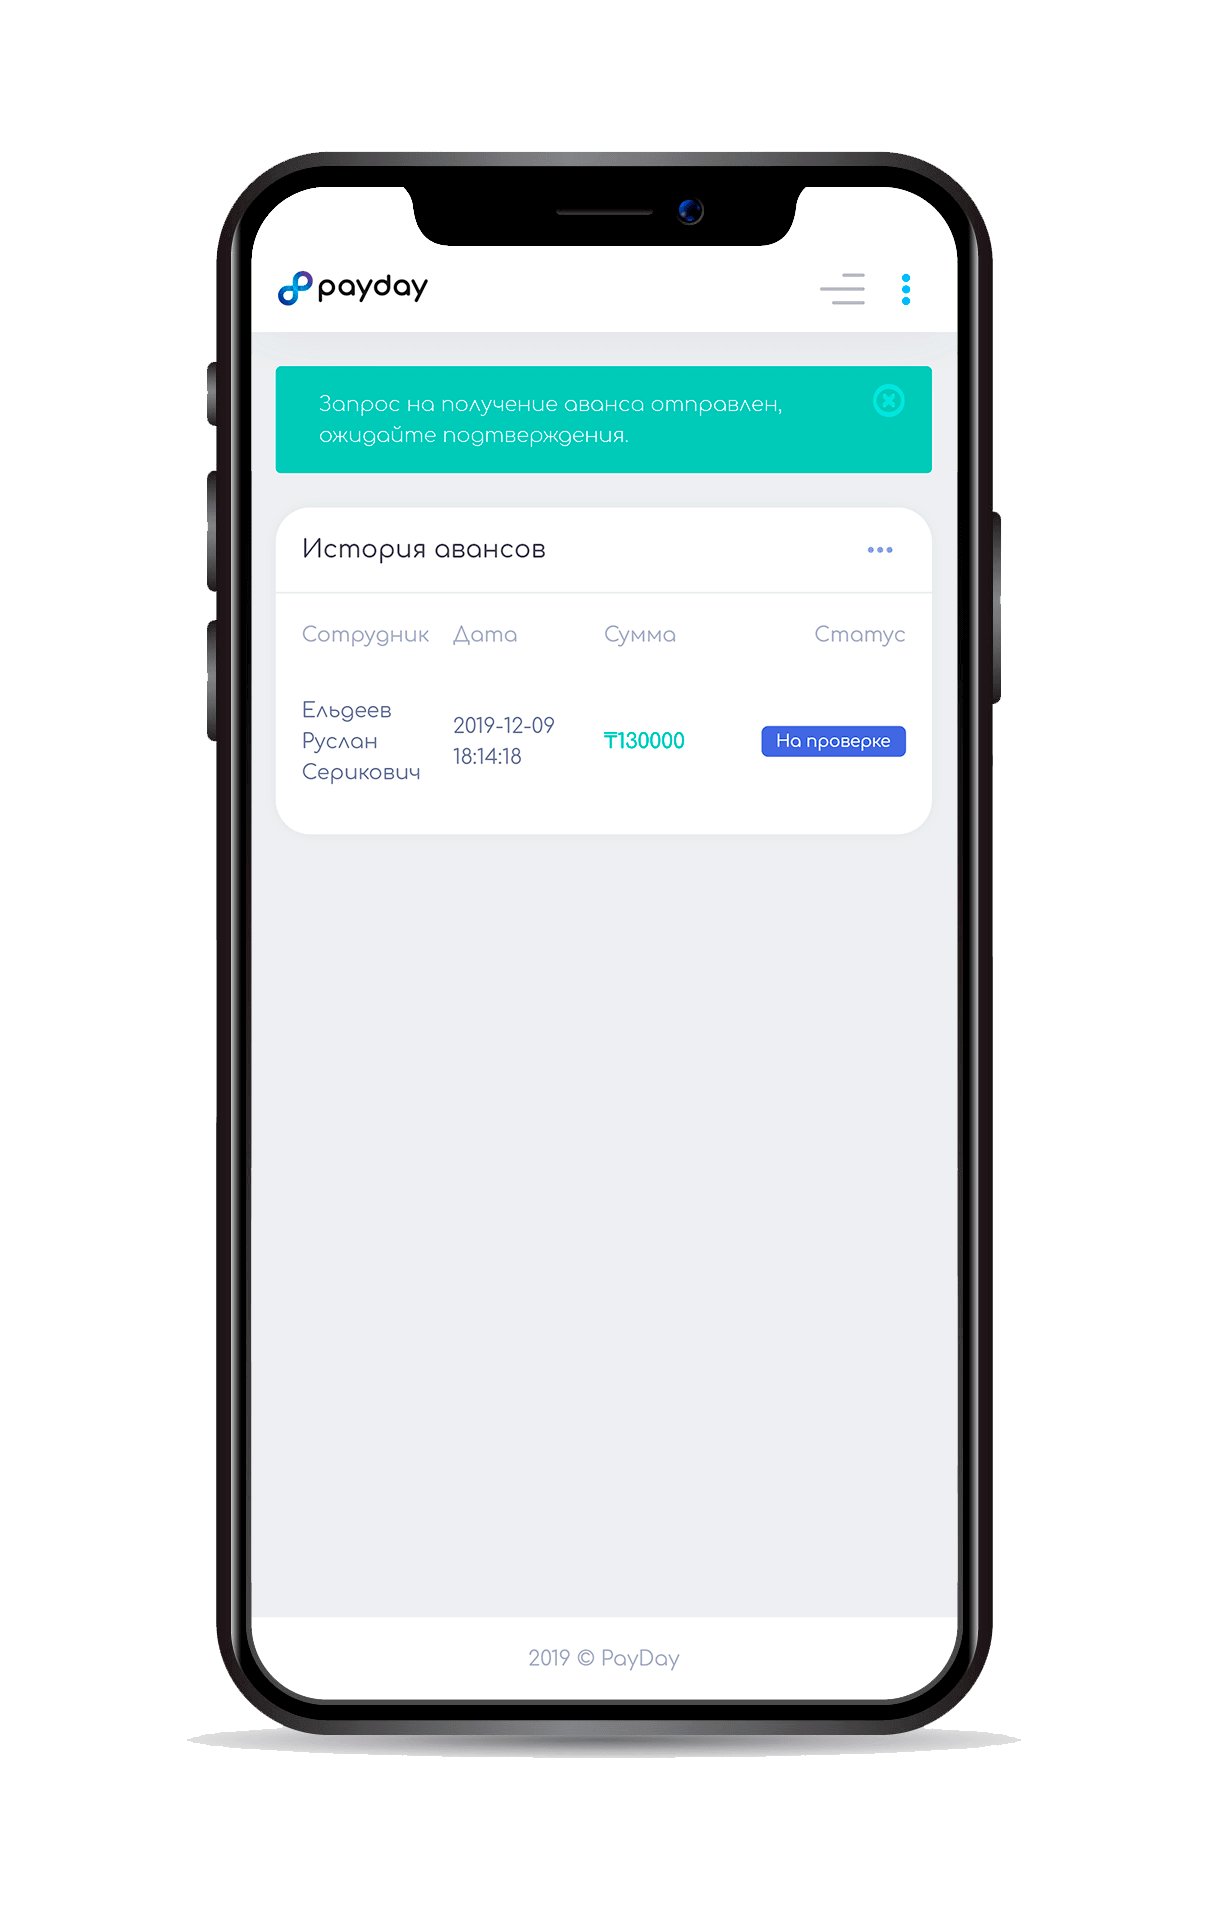 payday
Запрос на получение аванса отправлен,
ожидайте подтверждения.
История авансов
Сотрудник Дата Сумма Статус
Ельдеев
Руслан
Серикович
2019-12-09
18:14:18
₸130000
На проверке
2019 © PayDay